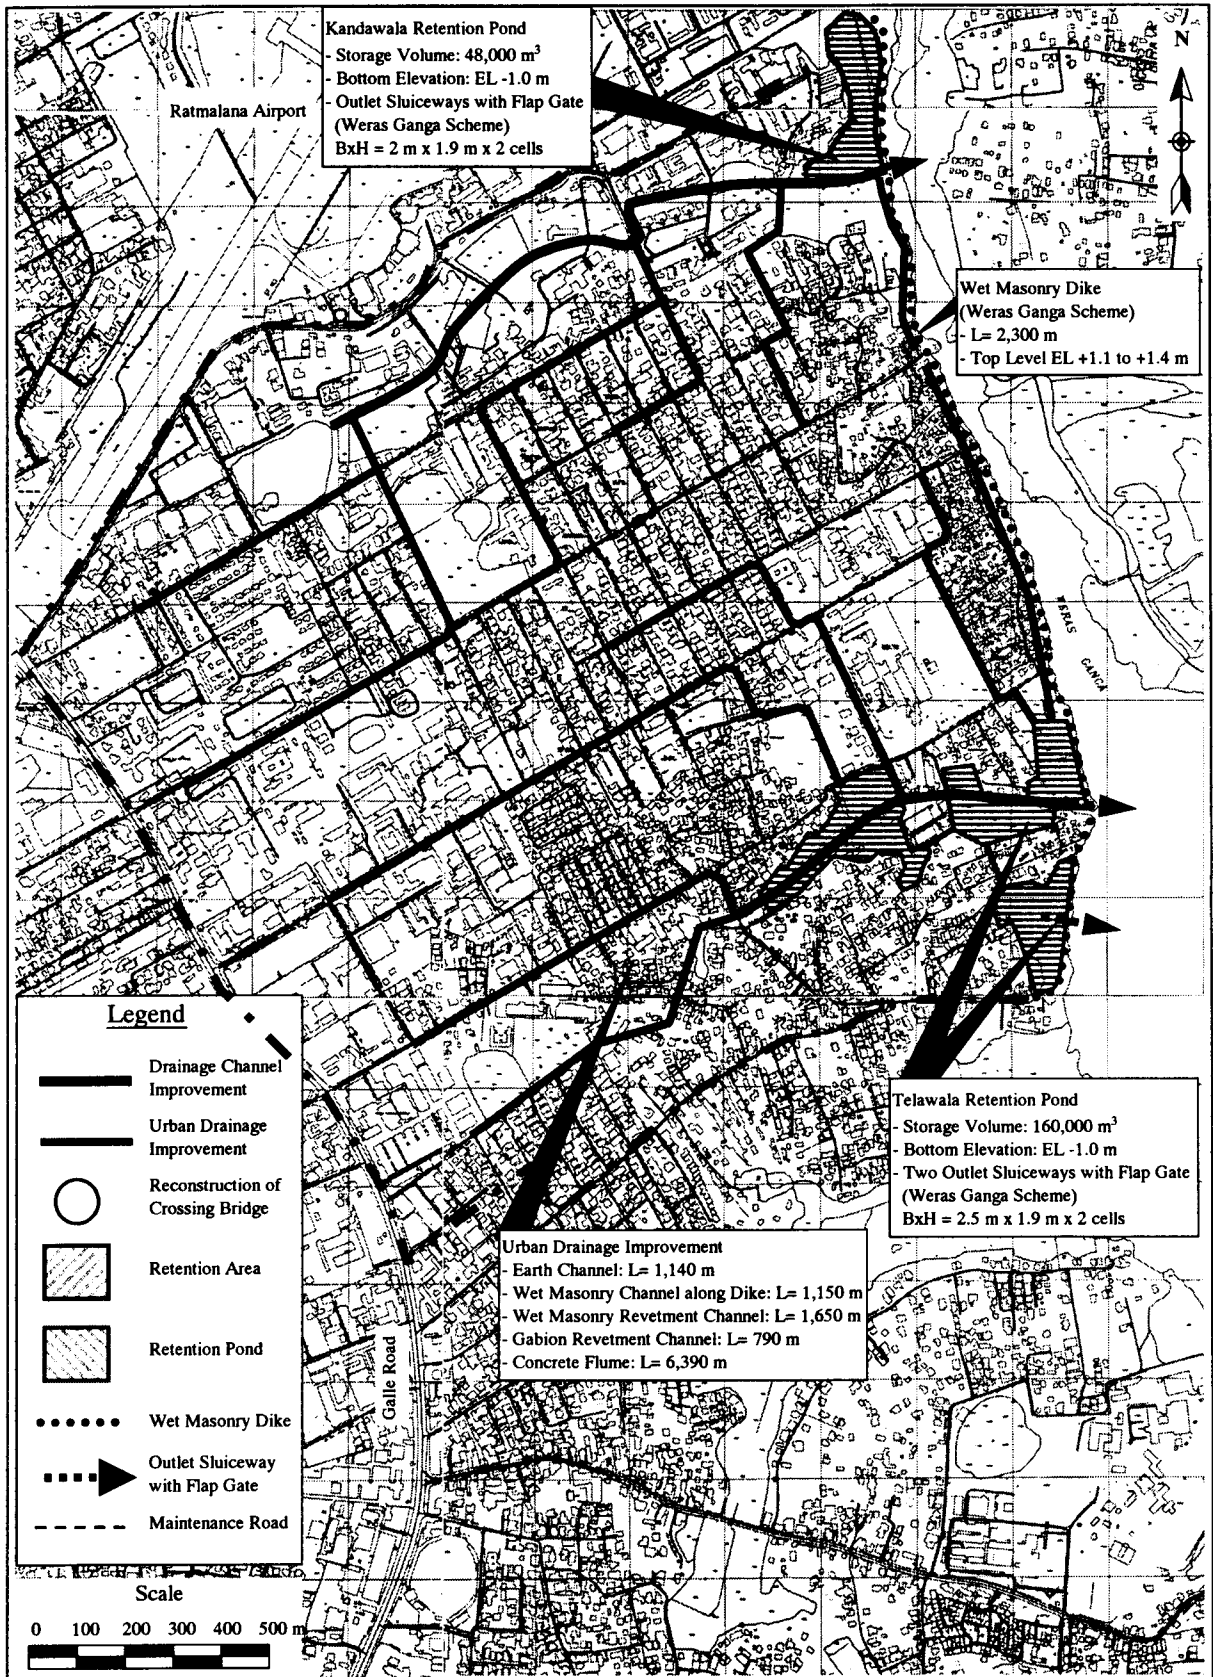 Kandawala Retention Pond
- Storage Volume: 48,000 m³
- Bottom Elevation: EL -1.0 m
- Outlet Sluiceways with Flap Gate
(Weras Ganga Scheme)
BxH = 2 m x 1.9 m x 2 cells
N
Ratmalana Airport
Wet Masonry Dike
(Weras Ganga Scheme)
- L= 2,300 m
- Top Level EL +1.1 to +1.4 m
WERAS
GANGA
Telawala Retention Pond
- Storage Volume: 160,000 m³
- Bottom Elevation: EL -1.0 m
- Two Outlet Sluiceways with Flap Gate
(Weras Ganga Scheme)
BxH = 2.5 m x 1.9 m x 2 cells
Urban Drainage Improvement
- Earth Channel: L= 1,140 m
- Wet Masonry Channel along Dike: L= 1,150 m
- Wet Masonry Revetment Channel: L= 1,650 m
- Gabion Revetment Channel: L= 790 m
- Concrete Flume: L= 6,390 m
Galle Road
Legend
Drainage Channel
Improvement
Urban Drainage
Improvement
Reconstruction of
Crossing Bridge
Retention Area
Retention Pond
Wet Masonry Dike
Outlet Sluiceway
with Flap Gate
Maintenance Road
Scale
0 100 200 300 400 500 m